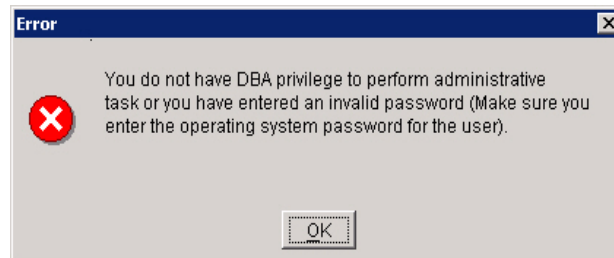 Error
You do not have DBA privilege to perform administrative
task or you have entered an invalid password (Make sure you
enter the operating system password for the user).
OK